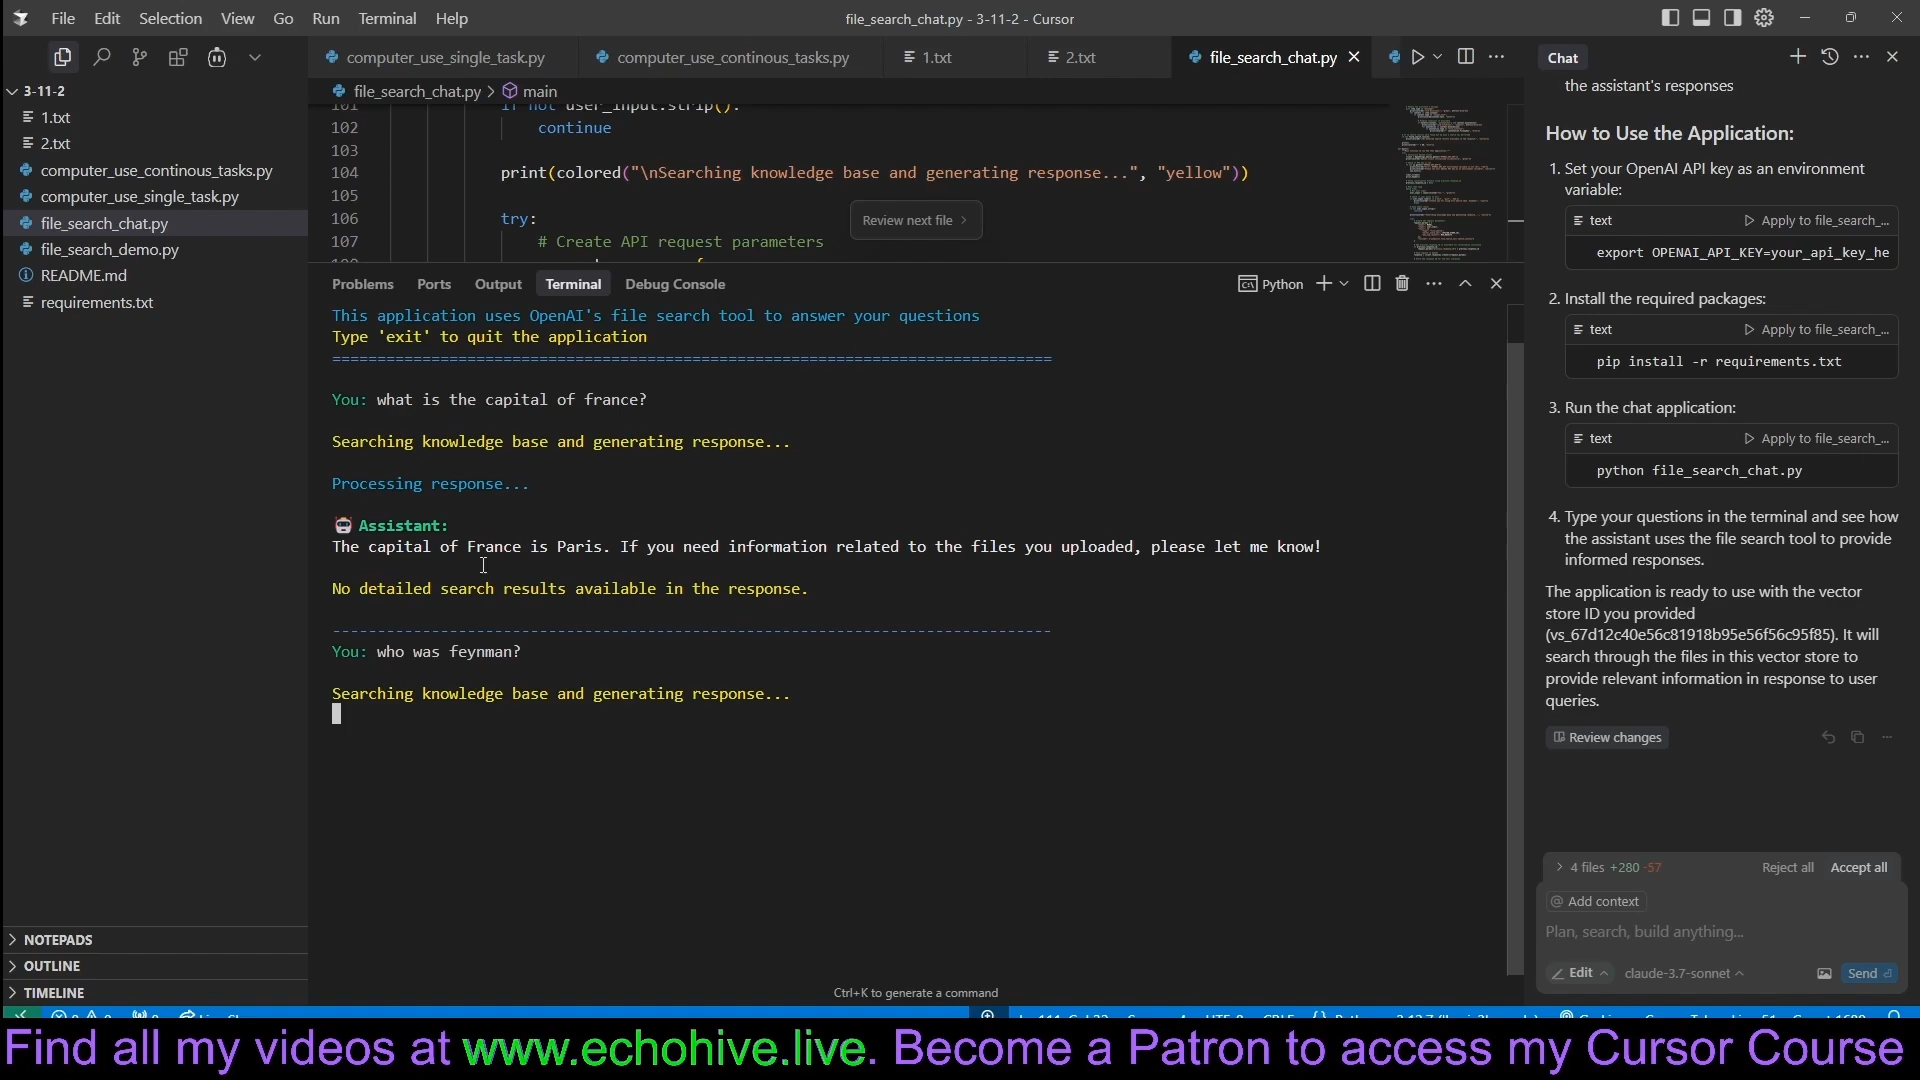 File Edit Selection View Go Run Terminal Help
file_search_chat.py - 3-11-2 - Cursor
computer_use_single_task.py
computer_use_continous_tasks.py
1.txt
2.txt
file_search_chat.py
3-11-2
1.txt
2.txt
computer_use_continous_tasks.py
computer_use_single_task.py
file_search_chat.py
file_search_demo.py
README.md
requirements.txt
NOTEPADS
OUTLINE
TIMELINE
file_search_chat.py > main
101 if not user_input.strip():
102 continue
103
104 print(colored("\nSearching knowledge base and generating response...", "yellow"))
105
106 try:
107 # Create API request parameters
Review next file
Problems Ports Output Terminal Debug Console
Python
This application uses OpenAI's file search tool to answer your questions
Type 'exit' to quit the application
================================================================================
You: what is the capital of france?
Searching knowledge base and generating response...
Processing response...
Assistant:
The capital of France is Paris. If you need information related to the files you uploaded, please let me know!
No detailed search results available in the response.
--------------------------------------------------------------------------------
You: who was feynman?
Searching knowledge base and generating response...
Ctrl+K to generate a command
Chat
the assistant's responses
How to Use the Application:
1. Set your OpenAI API key as an environment
variable:
text
Apply to file_search_...
export OPENAI_API_KEY=your_api_key_he
2. Install the required packages:
text
Apply to file_search_...
pip install -r requirements.txt
3. Run the chat application:
text
Apply to file_search_...
python file_search_chat.py
4. Type your questions in the terminal and see how
the assistant uses the file search tool to provide
informed responses.
The application is ready to use with the vector
store ID you provided
(vs_67d12c40e56c81918b95e56f56c95f85). It will
search through the files in this vector store to
provide relevant information in response to user
queries.
Review changes
4 files +280 -57
Reject all Accept all
@ Add context
Plan, search, build anything...
Edit
claude-3.7-sonnet
Send
Find all my videos at www.echohive.live. Become a Patron to access my Cursor Course